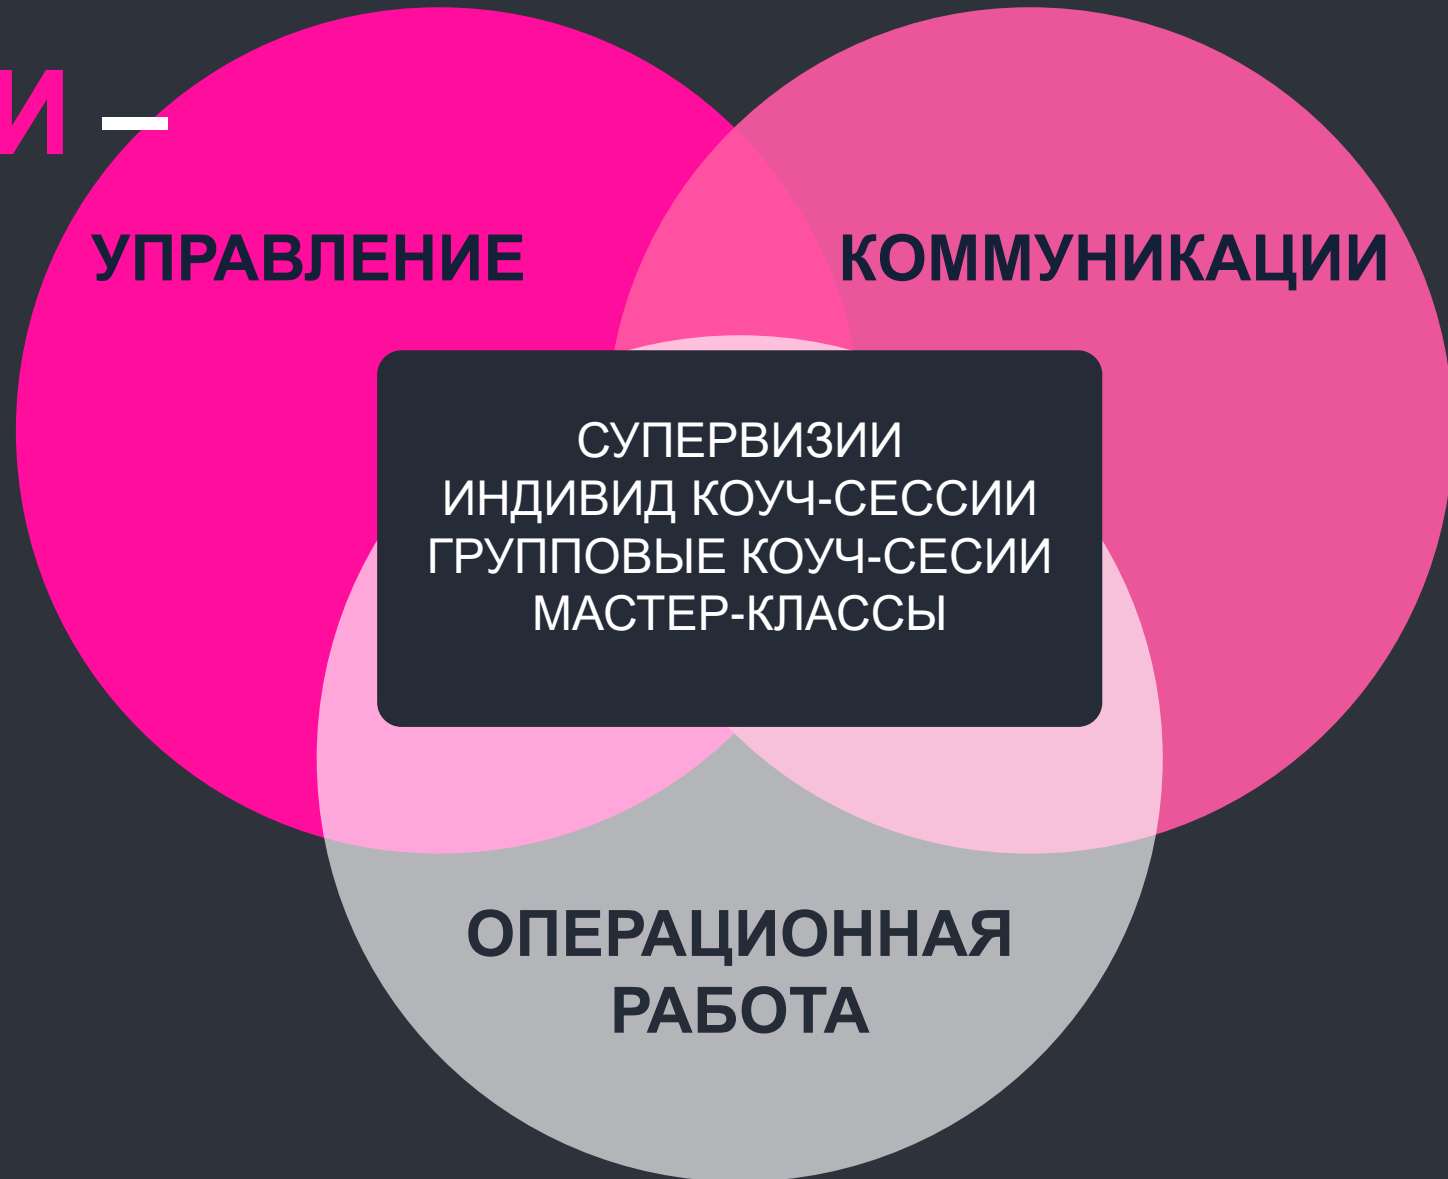 И –
УПРАВЛЕНИЕ
КОММУНИКАЦИИ
СУПЕРВИЗИИ
ИНДИВИД КОУЧ-СЕССИИ
ГРУППОВЫЕ КОУЧ-СЕСИИ
МАСТЕР-КЛАССЫ
ОПЕРАЦИОННАЯ
РАБОТА